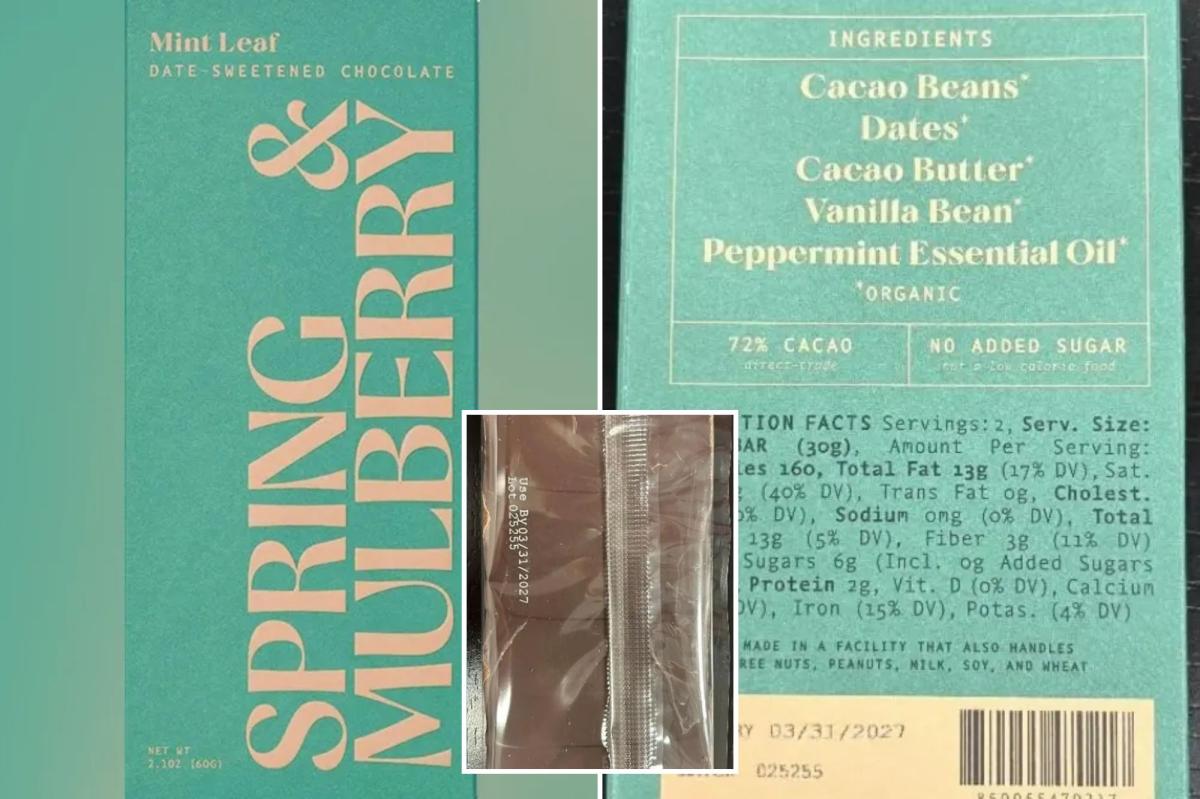 Mint Leaf
DATE-SWEETENED CHOCOLATE
SPRING &
MULBERRY
NET WT
2.1OZ (60G)
INGREDIENTS
Cacao Beans*
Dates*
Cacao Butter*
Vanilla Bean*
Peppermint Essential Oil*
*ORGANIC
72% CACAO
direct-trade
NO ADDED SUGAR
not a low calorie food
TION FACTS Servings: 2, Serv. Size:
BAR (30g), Amount Per Serving:
les 160, Total Fat 13g (17% DV), Sat.
(40% DV), Trans Fat 0g, Cholest.
DV), Sodium 0mg (0% DV), Total
13g (5% DV), Fiber 3g (11% DV)
Sugars 6g (Incl. 0g Added Sugars
Protein 2g, Vit. D (0% DV), Calcium
DV), Iron (15% DV), Potas. (4% DV)
MADE IN A FACILITY THAT ALSO HANDLES
REE NUTS, PEANUTS, MILK, SOY, AND WHEAT
RY 03/31/2027
025255
Use By 03/31/2027
Lot 025255